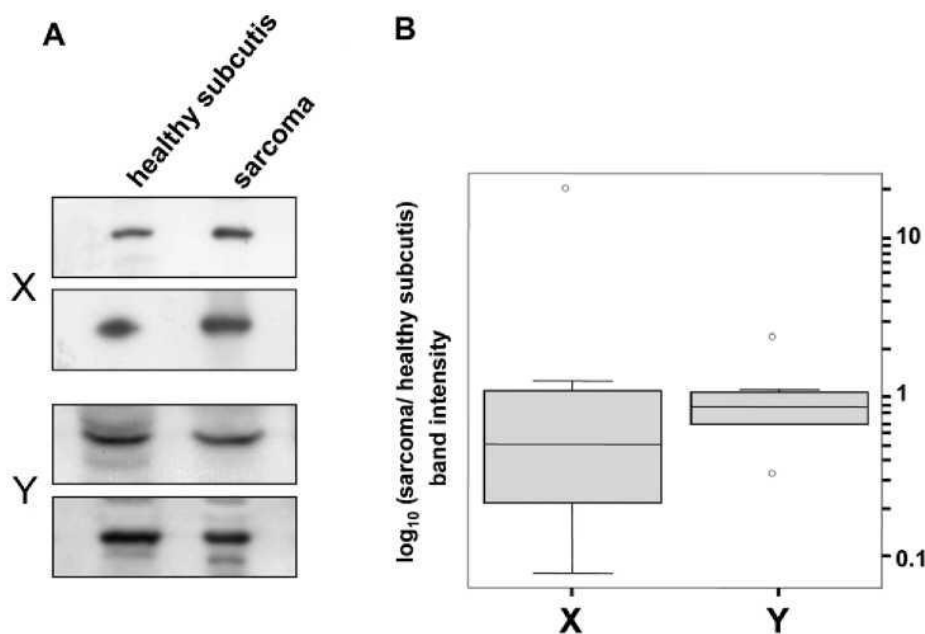 A
healthy subcutis
sarcoma
X
Y
B
log₁₀ (sarcoma/ healthy subcutis)
band intensity
10
1
0.1
X
Y